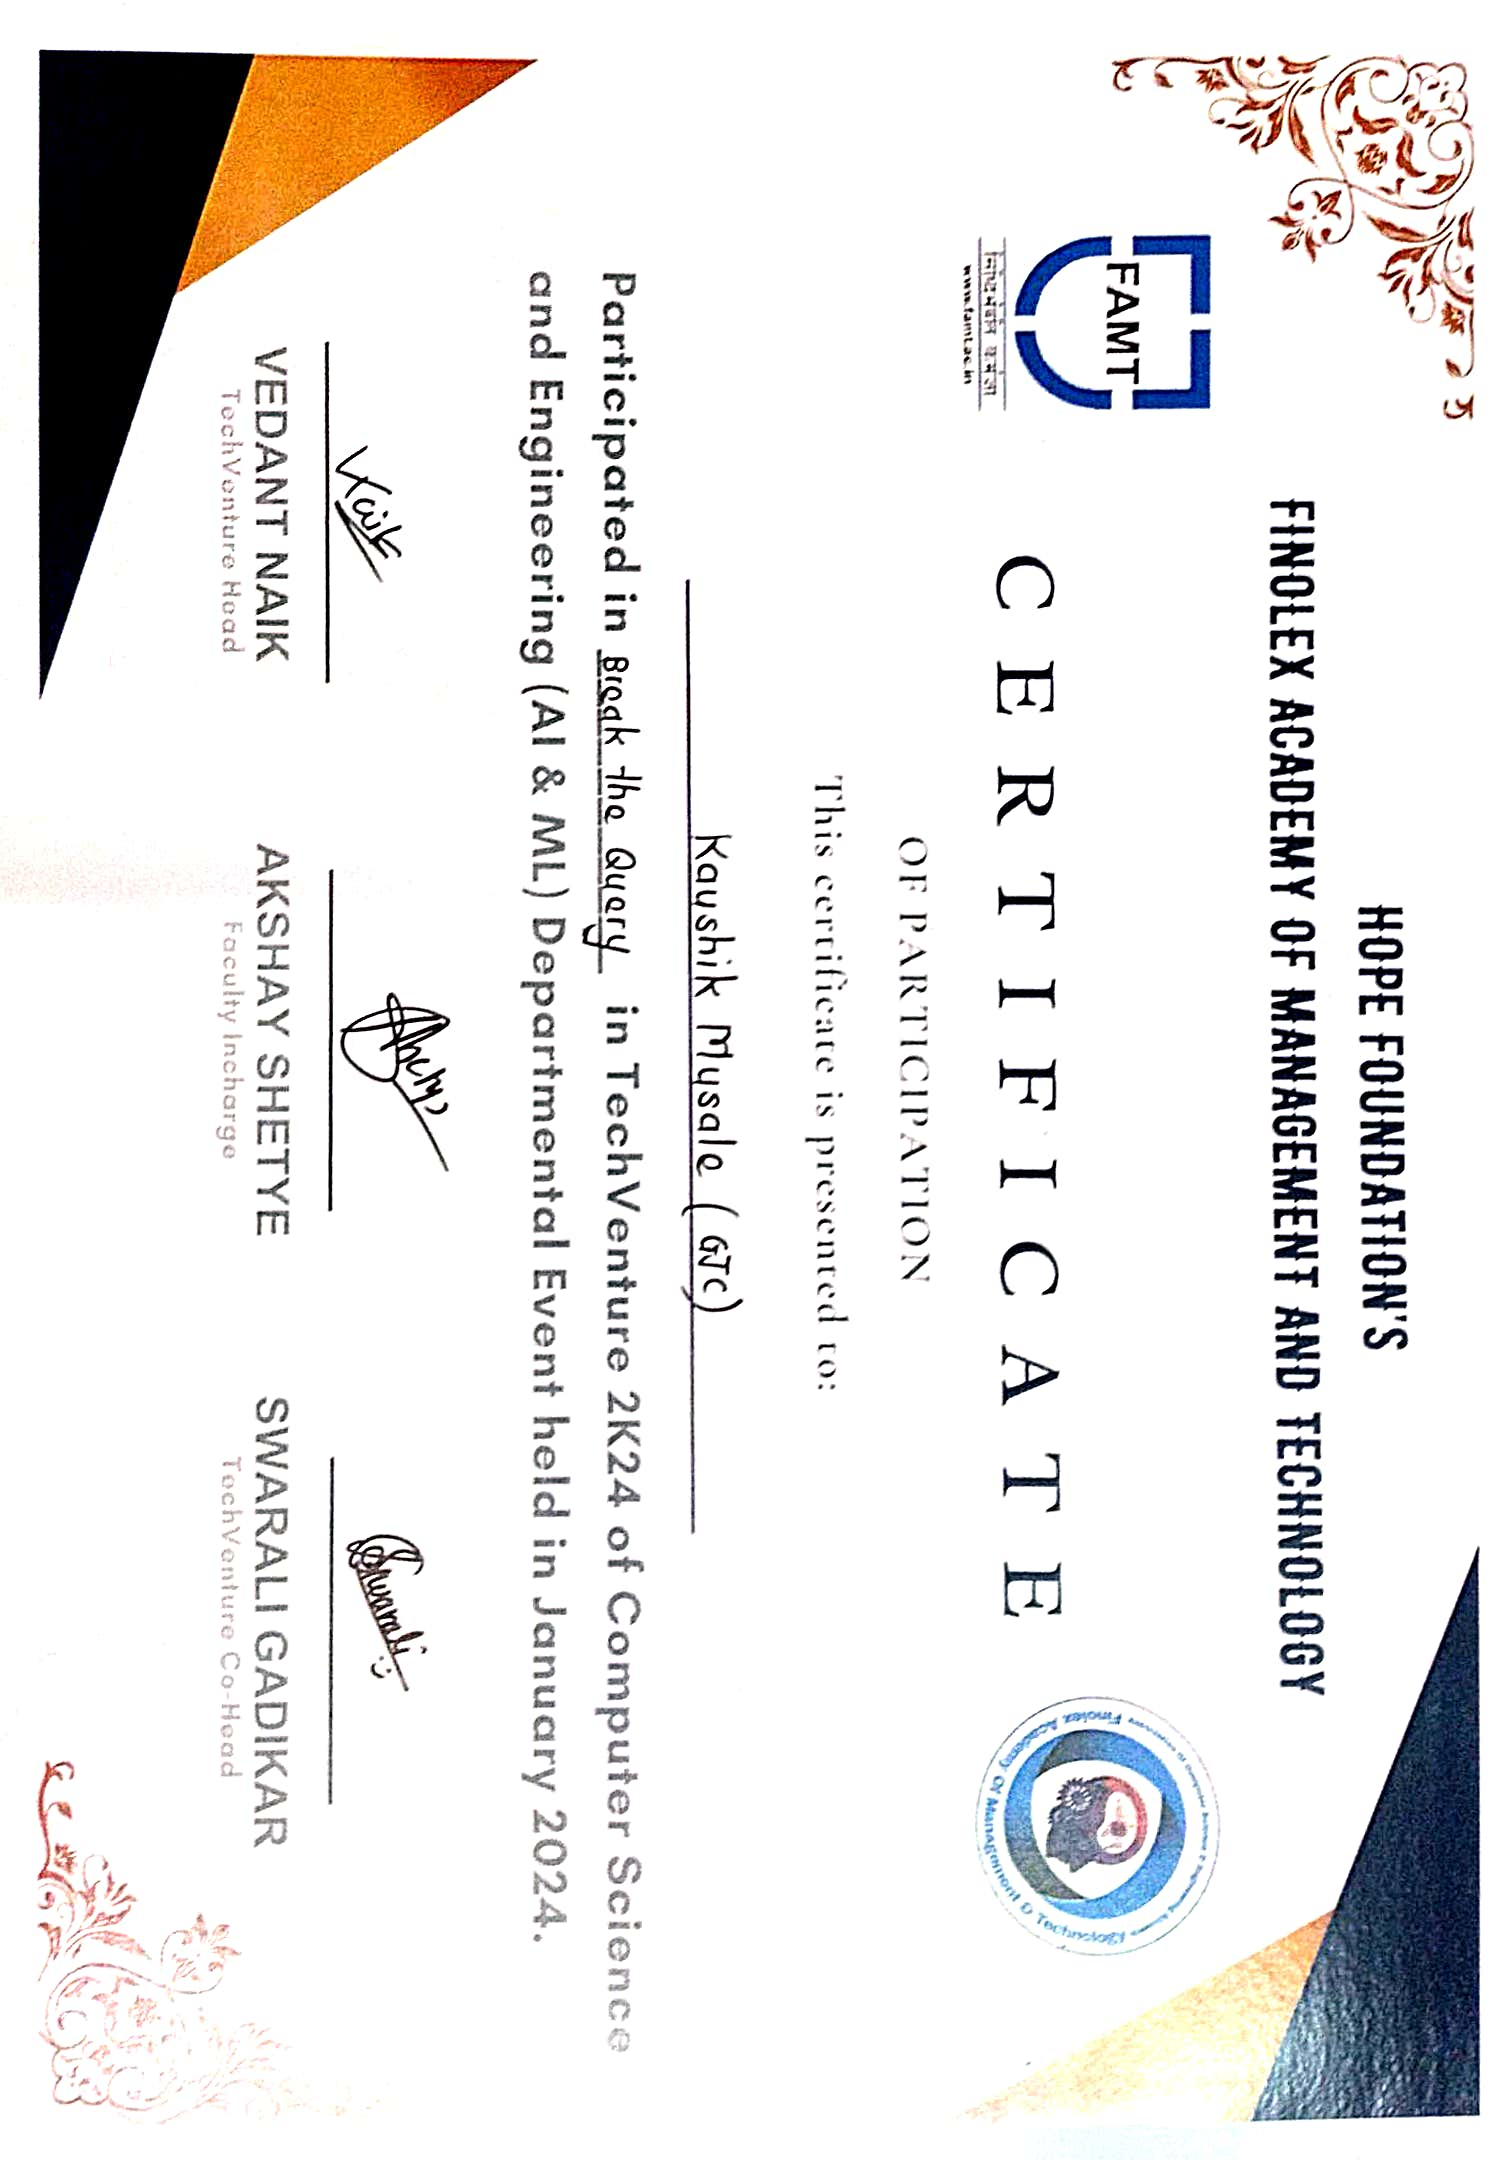 HOPE FOUNDATION'S
FINOLEX ACADEMY OF MANAGEMENT AND TECHNOLOGY
FAMT
www.famt.ac.in
CERTIFICATE
Finolex Academy Of Management & Technology
OF PARTICIPATION
This certificate is presented to:
Kaushik Musale (GJC)
Participated in Break the Query in TechVenture 2K24 of Computer Science
and Engineering (AI & ML) Departmental Event held in January 2024.
VEDANT NAIK
TechVenture Head
AKSHAY SHETYE
Faculty Incharge
Swarali
SWARALI GADIKAR
TechVenture Co-Head